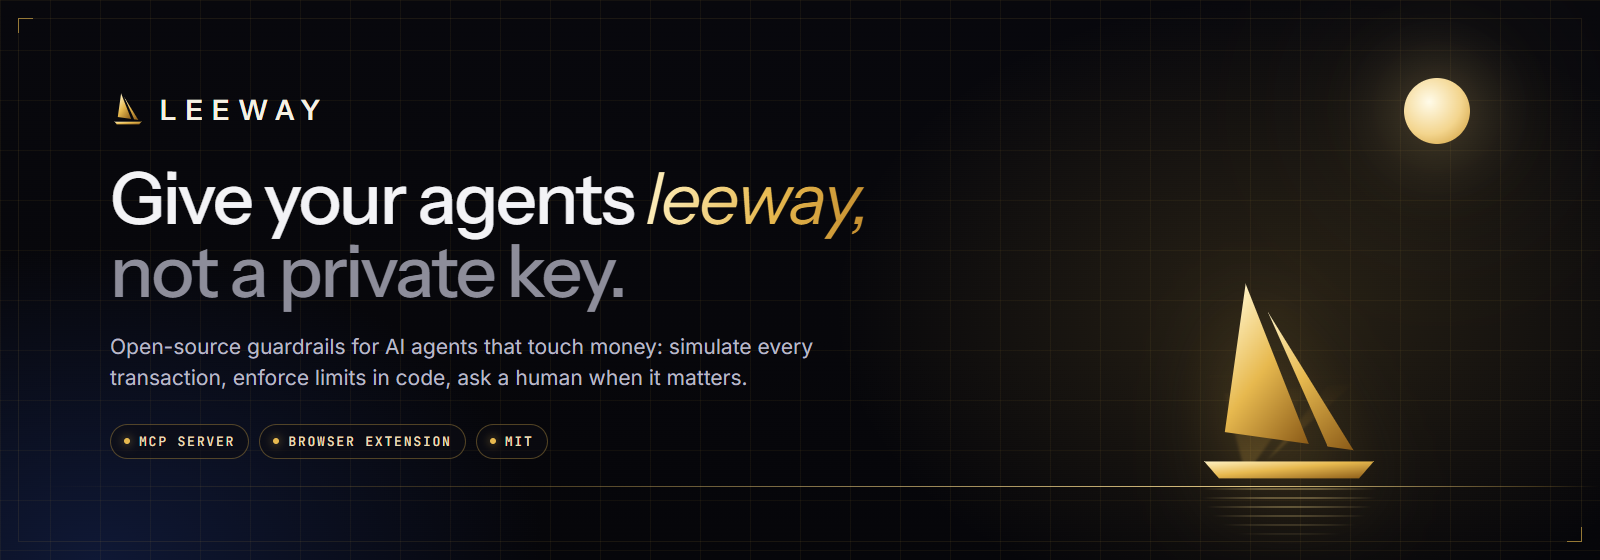 LEEWAY
Give your agents leeway,
not a private key.
Open-source guardrails for AI agents that touch money: simulate every
transaction, enforce limits in code, ask a human when it matters.
MCP SERVER
BROWSER EXTENSION
MIT